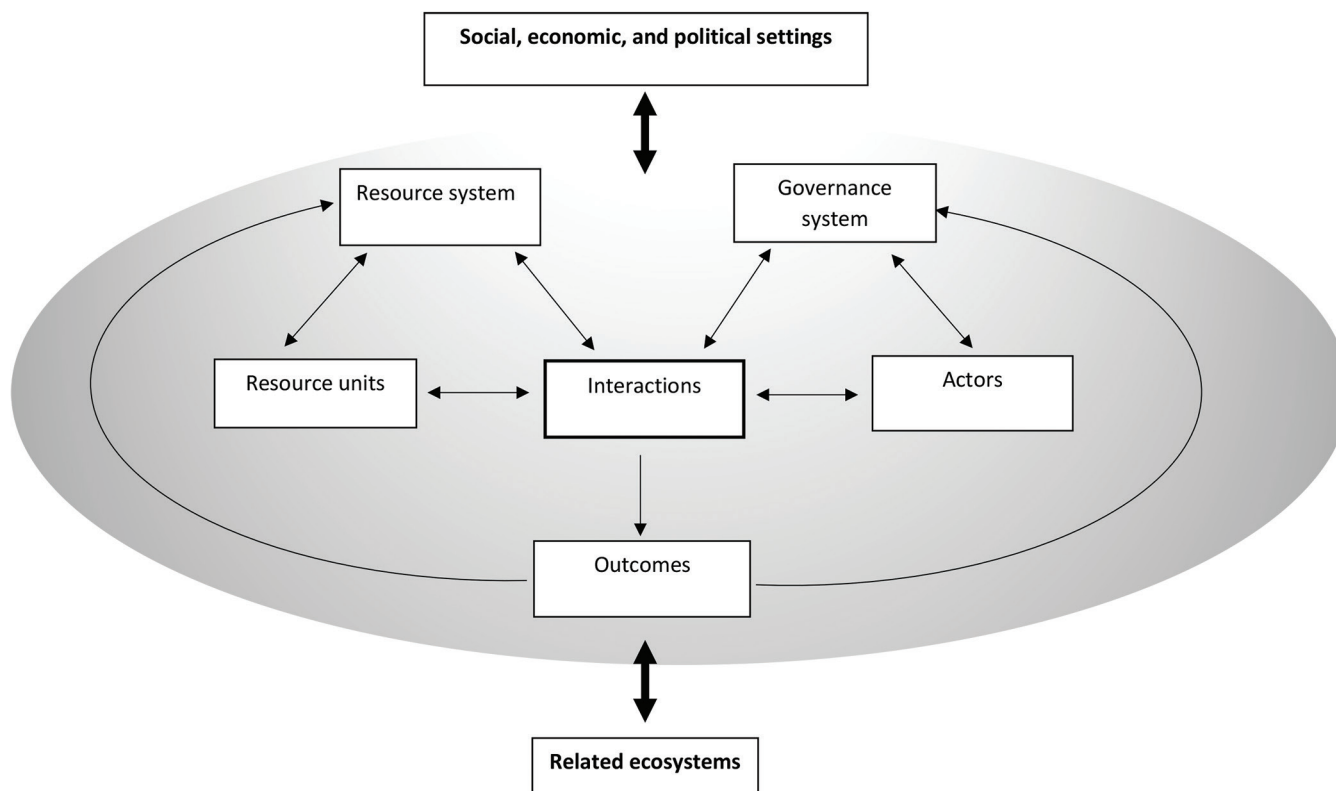 Social, economic, and political settings
Resource system
Governance
system
Resource units
Interactions
Actors
Outcomes
Related ecosystems